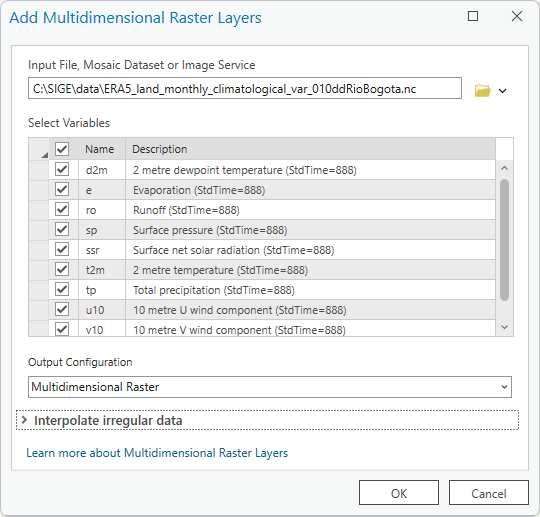 Add Multidimensional Raster Layers
Input File, Mosaic Dataset or Image Service
C:\SIGE\data\ERA5_land_monthly_climatological_var_010ddRioBogota.nc
Select Variables
Name Description
d2m 2 metre dewpoint temperature (StdTime=888)
e Evaporation (StdTime=888)
ro Runoff (StdTime=888)
sp Surface pressure (StdTime=888)
ssr Surface net solar radiation (StdTime=888)
t2m 2 metre temperature (StdTime=888)
tp Total precipitation (StdTime=888)
u10 10 metre U wind component (StdTime=888)
v10 10 metre V wind component (StdTime=888)
Output Configuration
Multidimensional Raster
Interpolate irregular data
Learn more about Multidimensional Raster Layers
OK Cancel